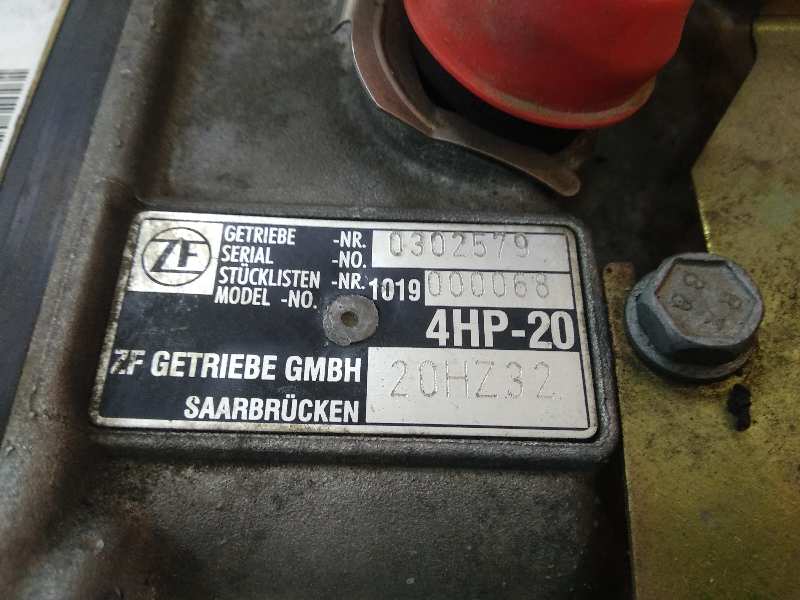 ZF
GETRIEBE -NR. 0302579
SERIAL -NO.
STÜCKLISTEN -NR. 1019 000068
MODEL -NO.
4HP-20
ZF GETRIEBE GMBH 20HZ32
SAARBRÜCKEN